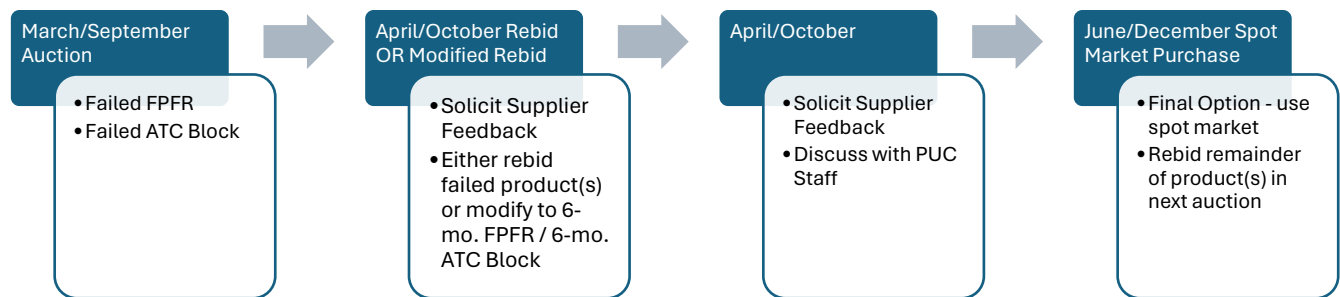 March/September
Auction
• Failed FPFR
• Failed ATC Block
April/October Rebid
OR Modified Rebid
• Solicit Supplier
Feedback
• Either rebid
failed product(s)
or modify to 6-
mo. FPFR / 6-mo.
ATC Block
April/October
• Solicit Supplier
Feedback
• Discuss with PUC
Staff
June/December Spot
Market Purchase
• Final Option - use
spot market
• Rebid remainder
of product(s) in
next auction